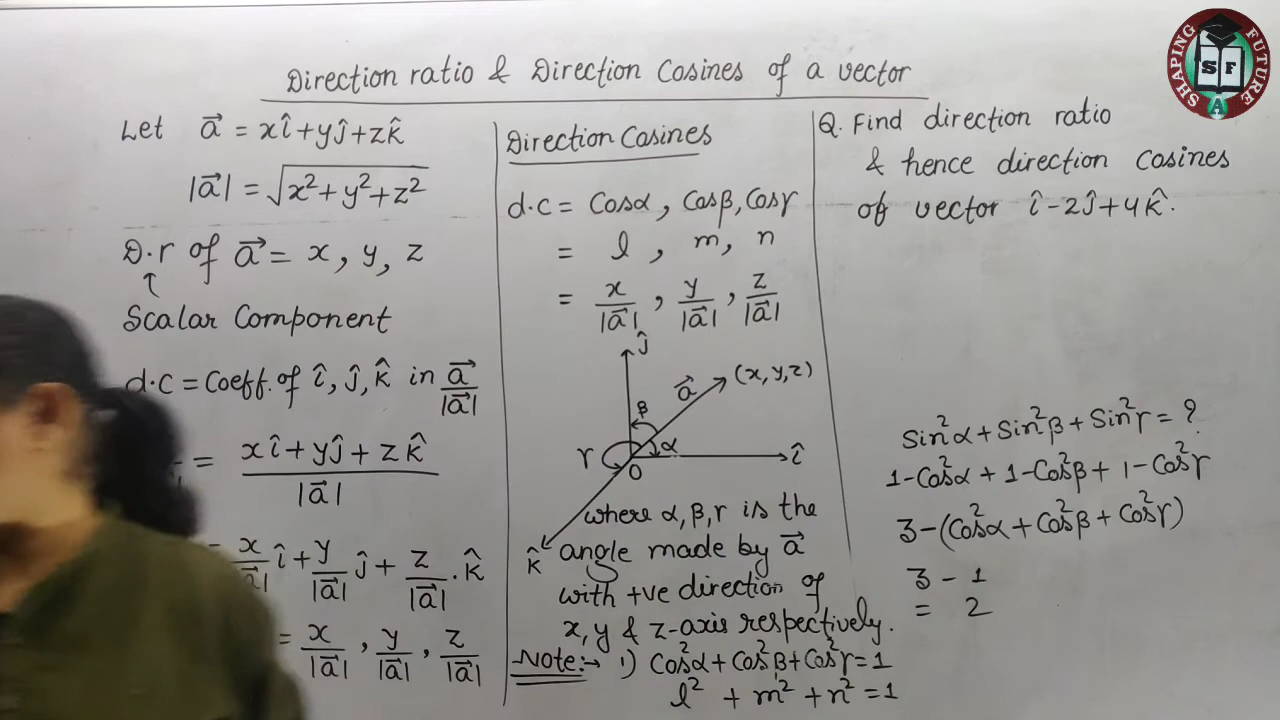 Direction ratio & Direction Cosines of a vector
Let a⃗ = xî+yĵ+zk̂
|a⃗| = √x²+y²+z²
D.r of a⃗ = x, y, z
↑
Scalar Component
d.c = Coeff. of î, ĵ, k̂ in a⃗/|a⃗|
= xî+yĵ+zk̂ / |a⃗|
= x/|a⃗| î + y/|a⃗| ĵ + z/|a⃗| . k̂
= x/|a⃗| , y/|a⃗| , z/|a⃗|
Direction Cosines
d.c = Cosα, Cosβ, Cosγ
= l, m, n
= x/|a⃗| , y/|a⃗| , z/|a⃗|
ĵ
a⃗ (x,y,z)
β
α
γ
O
î
k̂
where α, β, γ is the
angle made by a⃗
with +ve direction of
x, y & z-axis respectively.
Note:→ 1) Cos²α+Cos²β+Cos²γ=1
l² + m² + n² = 1
Q. Find direction ratio
& hence direction cosines
of vector î-2ĵ+4k̂.
Sin²α+Sin²β+Sin²γ = ?
1-Cos²α + 1-Cos²β + 1-Cos²γ
3-(Cos²α+Cos²β+Cos²γ)
3 - 1
= 2
SHAPING FUTURE
S F
A